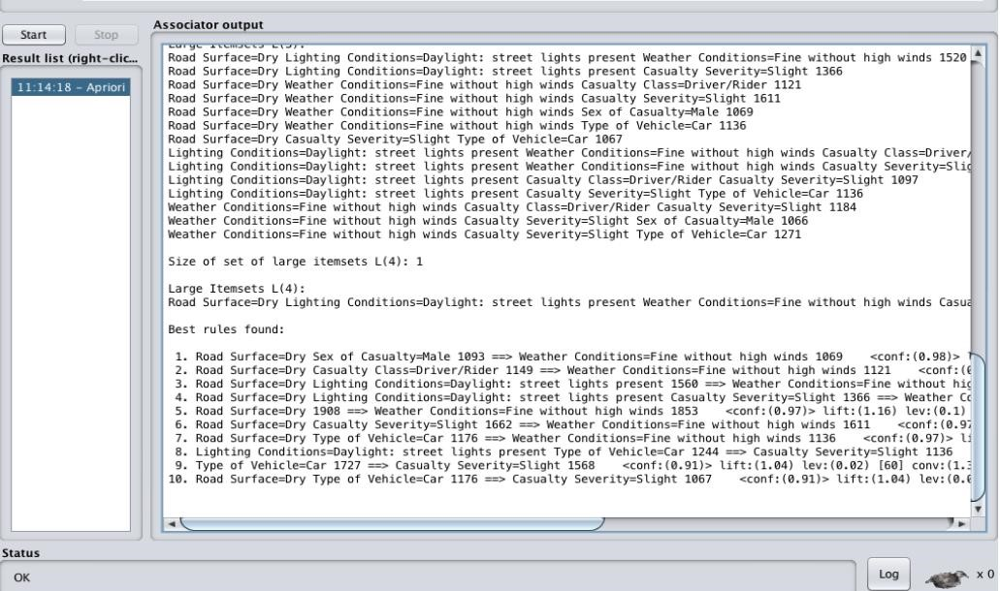 Start
Stop
Result list (right-clic...
11:14:18 – Apriori
Associator output
Large Itemsets L(3):
Road Surface=Dry Lighting Conditions=Daylight: street lights present Weather Conditions=Fine without high winds 1520
Road Surface=Dry Lighting Conditions=Daylight: street lights present Casualty Severity=Slight 1366
Road Surface=Dry Weather Conditions=Fine without high winds Casualty Class=Driver/Rider 1121
Road Surface=Dry Weather Conditions=Fine without high winds Casualty Severity=Slight 1611
Road Surface=Dry Weather Conditions=Fine without high winds Sex of Casualty=Male 1069
Road Surface=Dry Weather Conditions=Fine without high winds Type of Vehicle=Car 1136
Road Surface=Dry Casualty Severity=Slight Type of Vehicle=Car 1067
Lighting Conditions=Daylight: street lights present Weather Conditions=Fine without high winds Casualty Class=Driver/
Lighting Conditions=Daylight: street lights present Weather Conditions=Fine without high winds Casualty Severity=Slig
Lighting Conditions=Daylight: street lights present Casualty Class=Driver/Rider Casualty Severity=Slight 1097
Lighting Conditions=Daylight: street lights present Casualty Severity=Slight Type of Vehicle=Car 1136
Weather Conditions=Fine without high winds Casualty Class=Driver/Rider Casualty Severity=Slight 1184
Weather Conditions=Fine without high winds Casualty Severity=Slight Sex of Casualty=Male 1066
Weather Conditions=Fine without high winds Casualty Severity=Slight Type of Vehicle=Car 1271
Size of set of large itemsets L(4): 1
Large Itemsets L(4):
Road Surface=Dry Lighting Conditions=Daylight: street lights present Weather Conditions=Fine without high winds Casua
Best rules found:
1. Road Surface=Dry Sex of Casualty=Male 1093 ==> Weather Conditions=Fine without high winds 1069 <conf:(0.98)>
2. Road Surface=Dry Casualty Class=Driver/Rider 1149 ==> Weather Conditions=Fine without high winds 1121 <conf:(0
3. Road Surface=Dry Lighting Conditions=Daylight: street lights present 1560 ==> Weather Conditions=Fine without hig
4. Road Surface=Dry Lighting Conditions=Daylight: street lights present Casualty Severity=Slight 1366 ==> Weather Co
5. Road Surface=Dry 1908 ==> Weather Conditions=Fine without high winds 1853 <conf:(0.97)> lift:(1.16) lev:(0.1)
6. Road Surface=Dry Casualty Severity=Slight 1662 ==> Weather Conditions=Fine without high winds 1611 <conf:(0.97
7. Road Surface=Dry Type of Vehicle=Car 1176 ==> Weather Conditions=Fine without high winds 1136 <conf:(0.97)> li
8. Lighting Conditions=Daylight: street lights present Type of Vehicle=Car 1244 ==> Casualty Severity=Slight 1136
9. Type of Vehicle=Car 1727 ==> Casualty Severity=Slight 1568 <conf:(0.91)> lift:(1.04) lev:(0.02) [60] conv:(1.3
10. Road Surface=Dry Type of Vehicle=Car 1176 ==> Casualty Severity=Slight 1067 <conf:(0.91)> lift:(1.04) lev:(0.0
Status
OK
Log
x 0